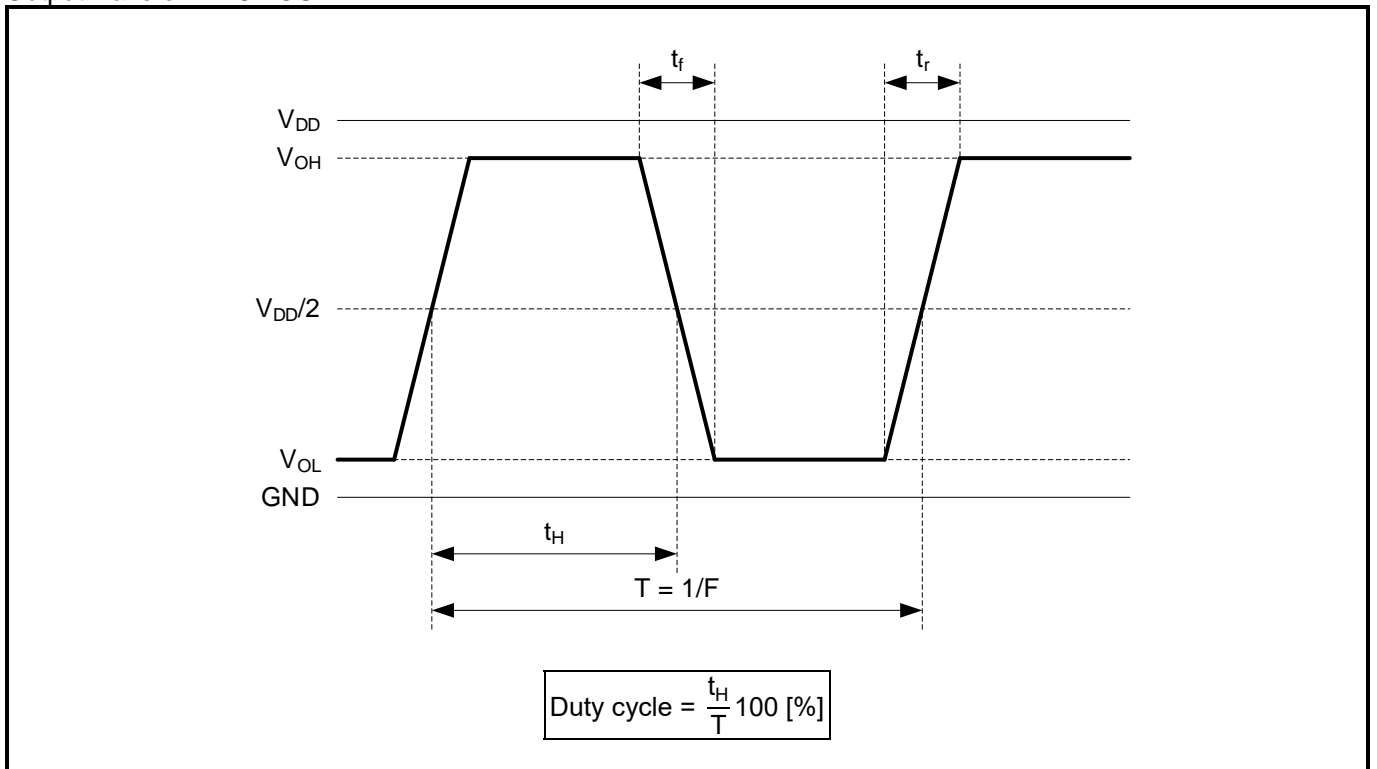 t_f t_r
V_DD
V_OH
V_DD/2
V_OL
GND
t_H
T = 1/F
Duty cycle = t_H/T 100 [%]